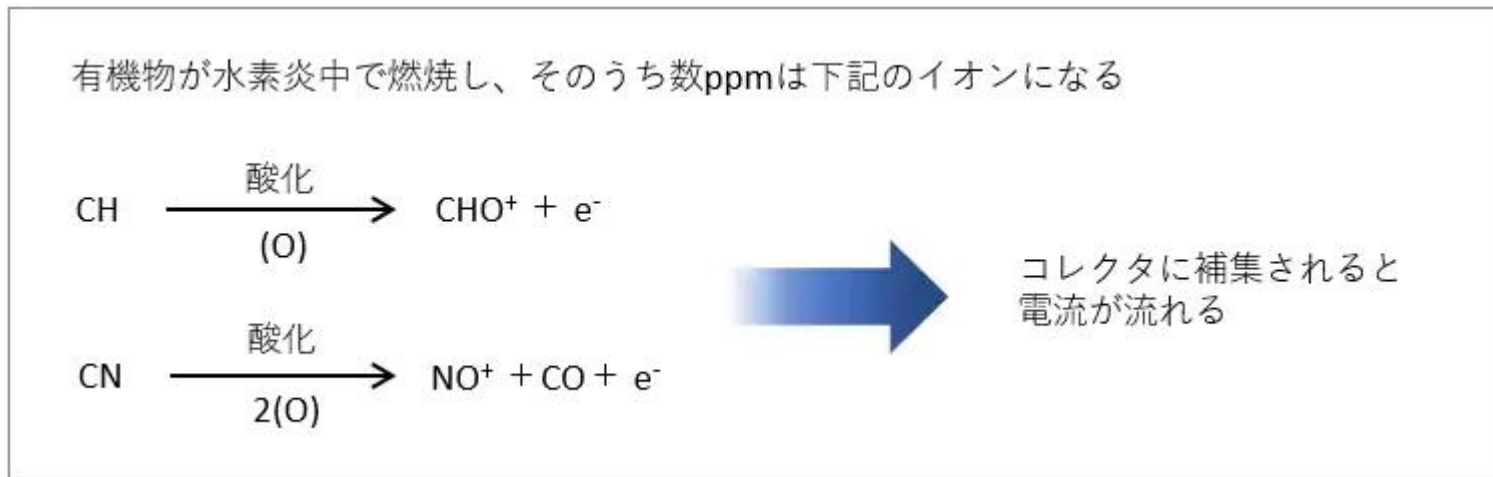 有機物が水素炎中で燃焼し、そのうち数ppmは下記のイオンになる
酸化
CH → CHO⁺ + e⁻
(O)
コレクタに補集されると
電流が流れる
酸化
CN → NO⁺ + CO + e⁻
2(O)